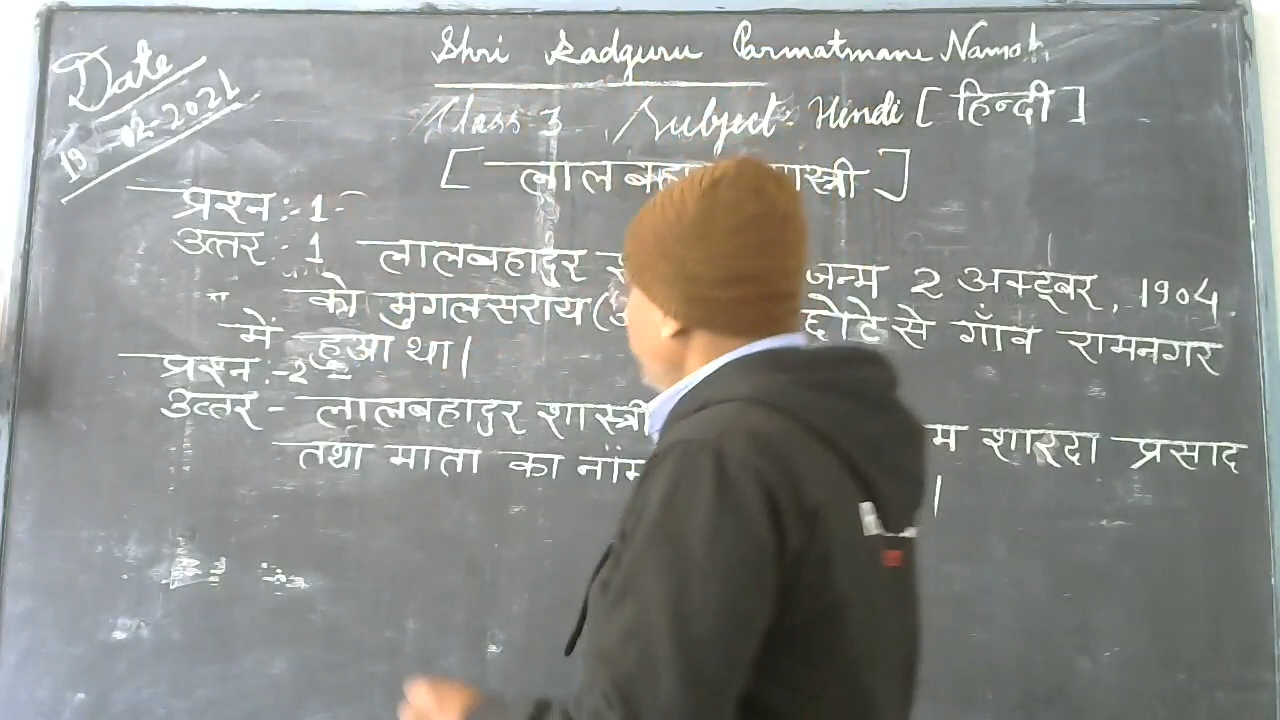 Shri Sadguru Parmatmane Namah
Date
19-02-2021
Class 3 Subject- Hindi [हिन्दी]
[लालबहा शास्त्री]
प्रश्न:- 1-
उत्तर:- 1 लालबहादुर जन्म 2 अक्टूबर, 1904
को मुगलसराय( छोटे से गाँव रामनगर
में हुआ था।
प्रश्न:-2-
उत्तर- लालबहादुर शास्त्री म शारदा प्रसाद
तथा माता का नाम ।